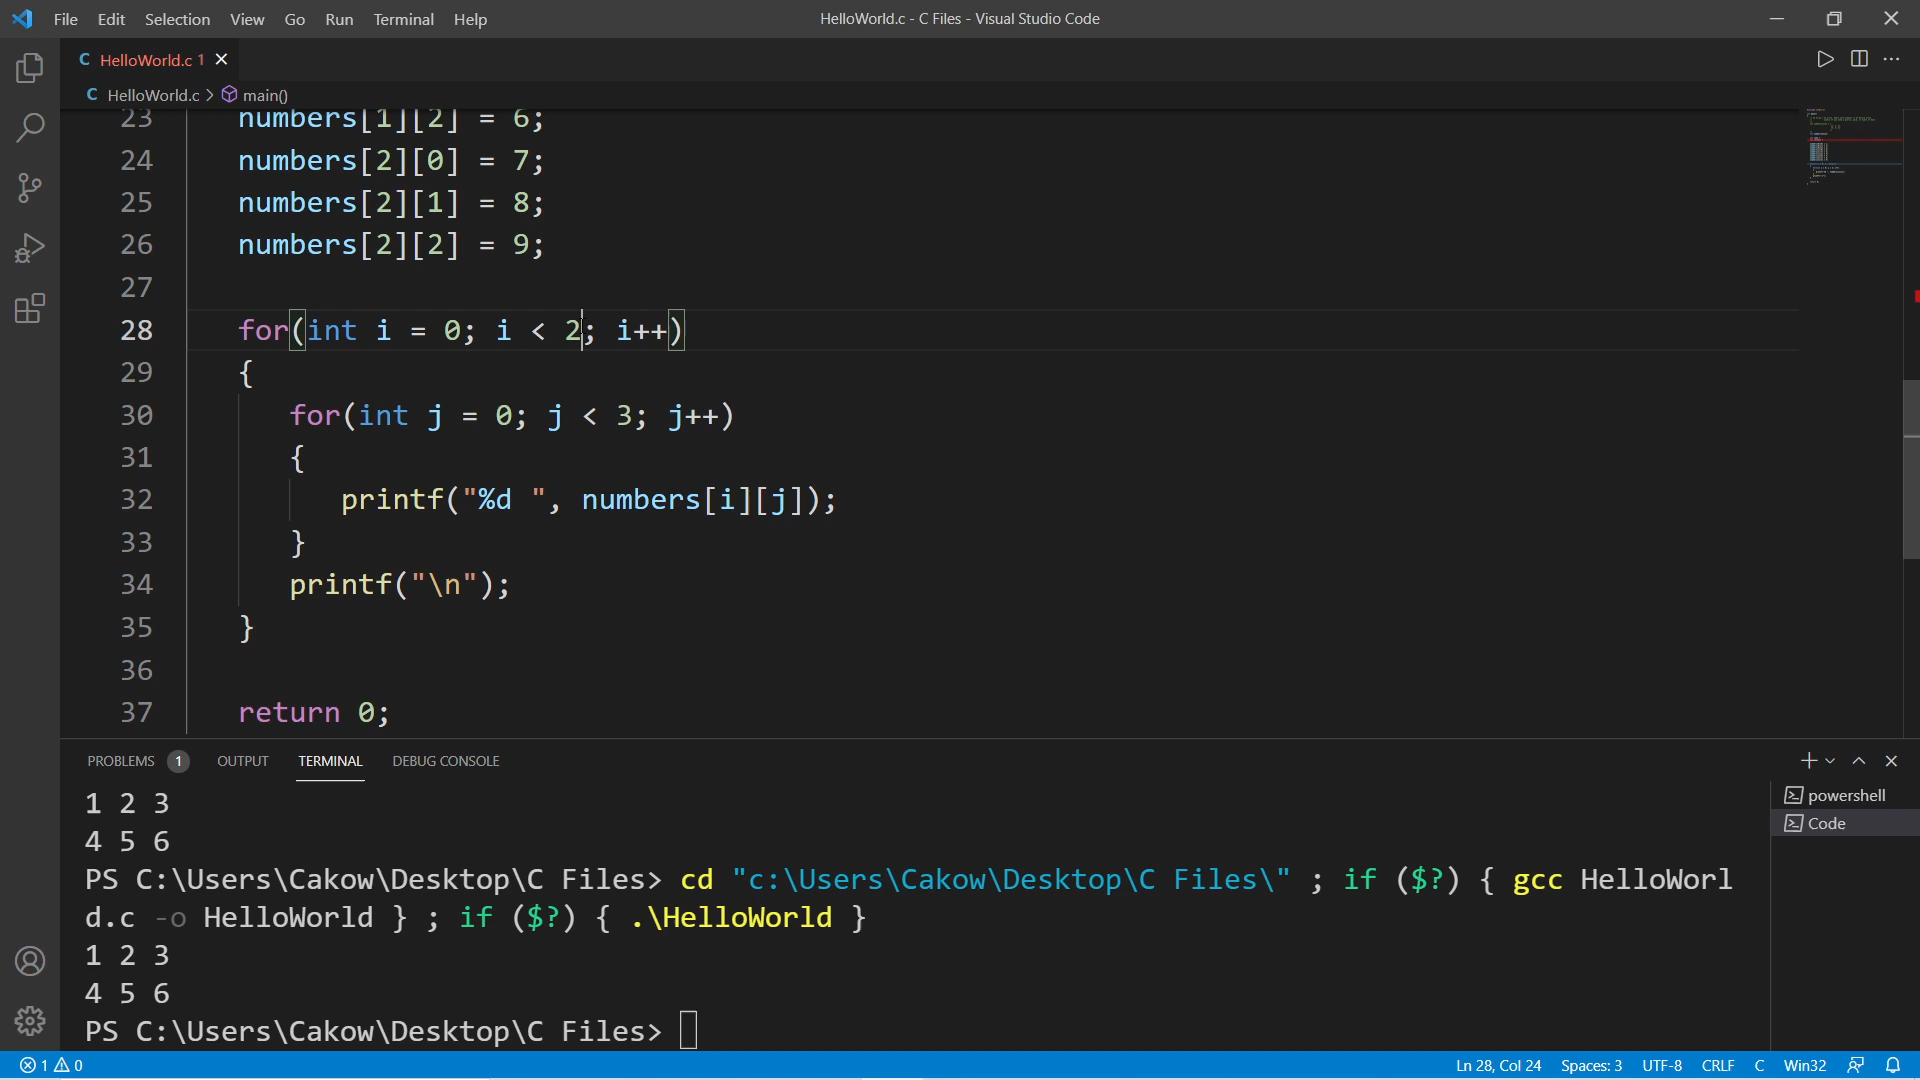 File Edit Selection View Go Run Terminal Help
HelloWorld.c - C Files - Visual Studio Code
C HelloWorld.c 1
C HelloWorld.c > main()
23 numbers[1][2] = 6;
24 numbers[2][0] = 7;
25 numbers[2][1] = 8;
26 numbers[2][2] = 9;
27
28 for(int i = 0; i < 2; i++)
29 {
30 for(int j = 0; j < 3; j++)
31 {
32 printf("%d ", numbers[i][j]);
33 }
34 printf("\n");
35 }
36
37 return 0;
PROBLEMS 1 OUTPUT TERMINAL DEBUG CONSOLE
powershell
Code
1 2 3
4 5 6
PS C:\Users\Cakow\Desktop\C Files> cd "c:\Users\Cakow\Desktop\C Files\" ; if ($?) { gcc HelloWorl
d.c -o HelloWorld } ; if ($?) { .\HelloWorld }
1 2 3
4 5 6
PS C:\Users\Cakow\Desktop\C Files>
1 0 Ln 28, Col 24 Spaces: 3 UTF-8 CRLF C Win32